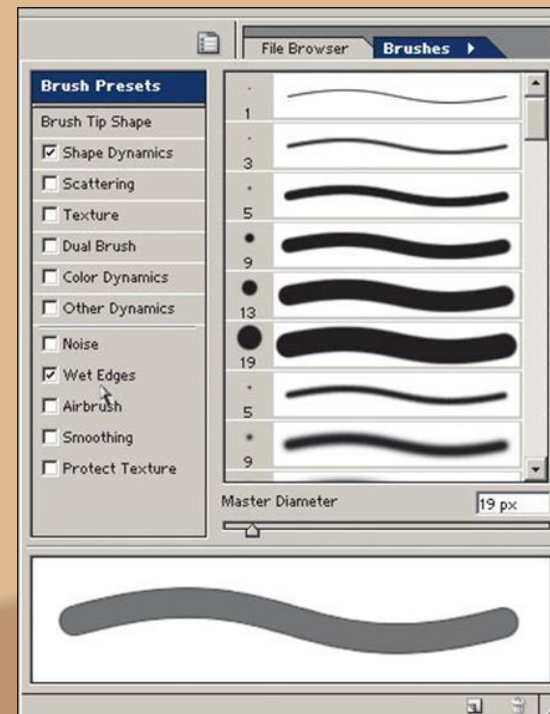 File Browser
Brushes
Brush Presets
Brush Tip Shape
Shape Dynamics
Scattering
Texture
Dual Brush
Color Dynamics
Other Dynamics
Noise
Wet Edges
Airbrush
Smoothing
Protect Texture
1
3
5
9
13
19
5
9
Master Diameter
19 px